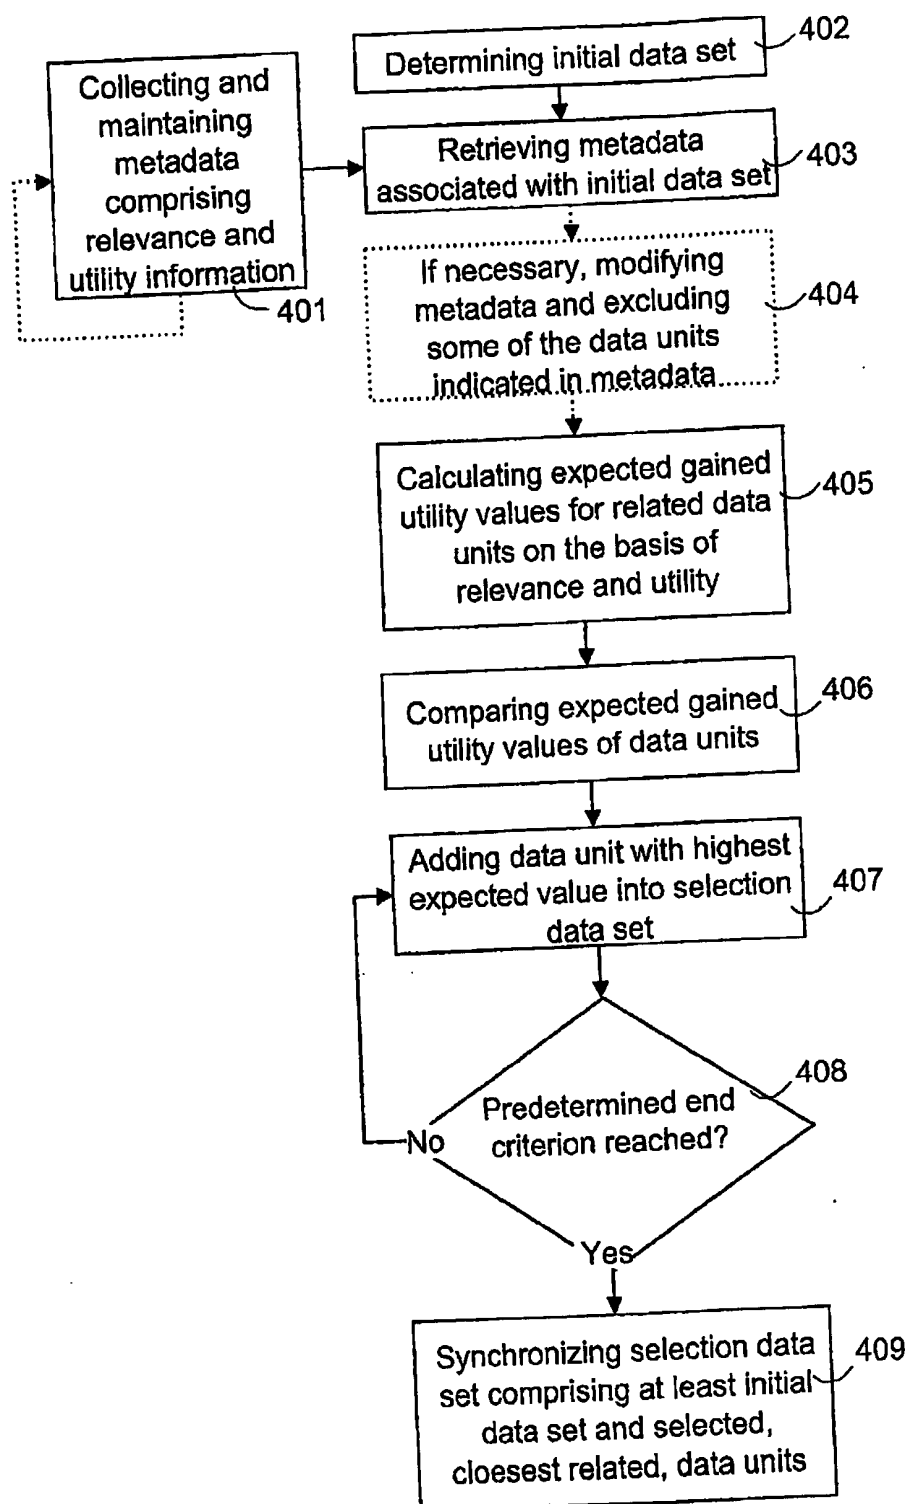 402
Determining initial data set
Collecting and
maintaining
metadata
comprising
relevance and
utility information
401
Retrieving metadata
associated with initial data set
403
If necessary, modifying
metadata and excluding
some of the data units
indicated in metadata
404
Calculating expected gained
utility values for related data
units on the basis of
relevance and utility
405
Comparing expected gained
utility values of data units
406
Adding data unit with highest
expected value into selection
data set
407
408
Predetermined end
criterion reached?
No
Yes
Synchronizing selection data
set comprising at least initial
data set and selected,
cloesest related, data units
409